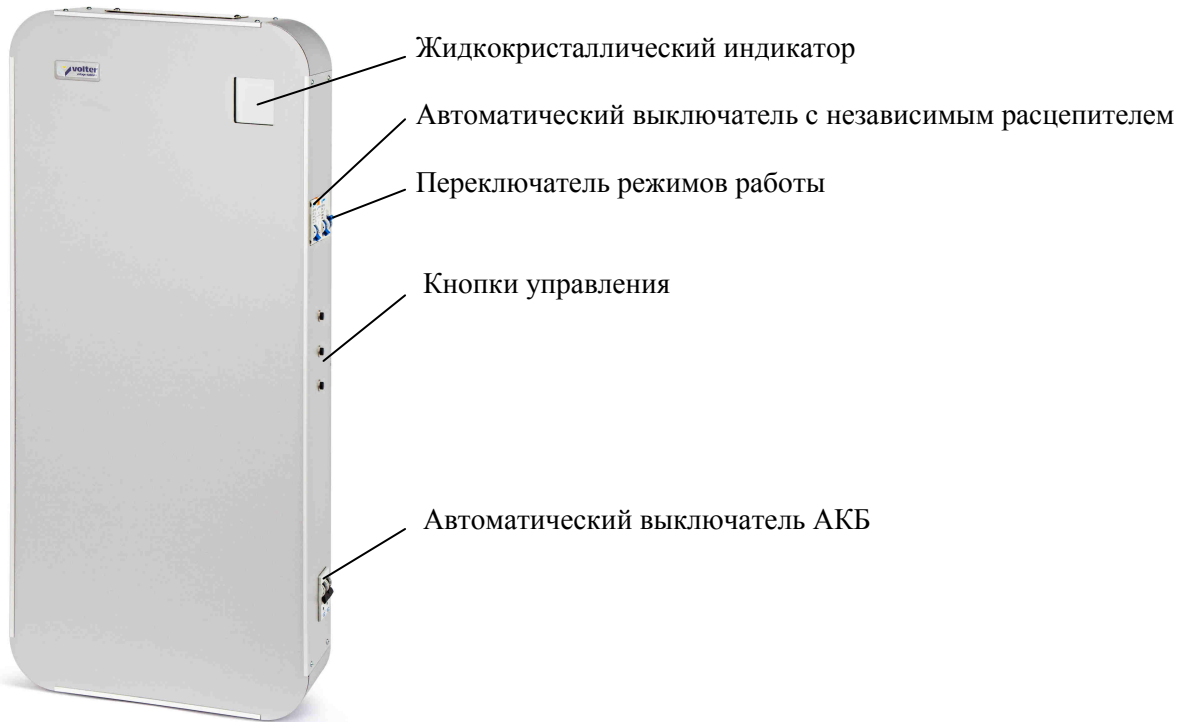 Жидкокристаллический индикатор
volter
Автоматический выключатель с независимым расцепителем
Переключатель режимов работы
Кнопки управления
Автоматический выключатель АКБ